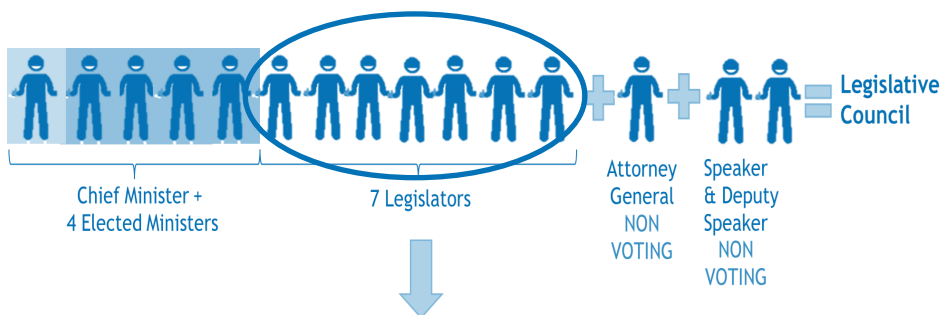 Chief Minister +
4 Elected Ministers
7 Legislators
Attorney
General
NON
VOTING
Speaker
& Deputy
Speaker
NON
VOTING
Legislative
Council